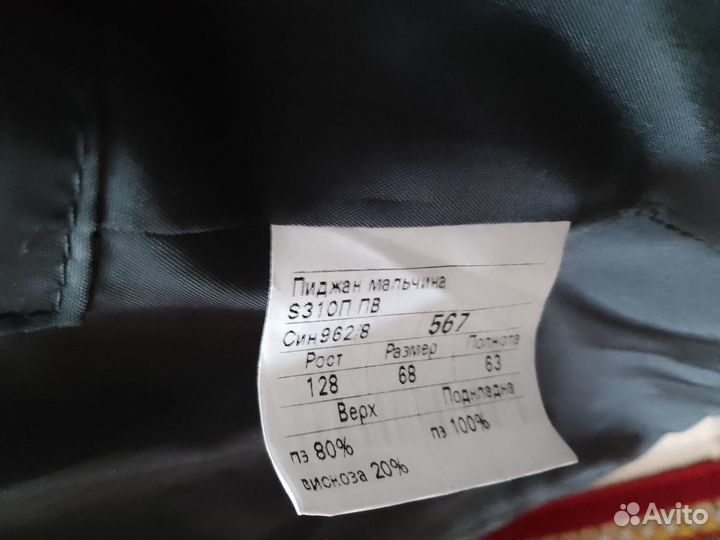 Пиджак мальчика
S310П ПВ
Син962/8 567
Рост Размер Полнота
128 68 63
Верх Подкладка
пэ 80% пэ 100%
вискоза 20%
Avito